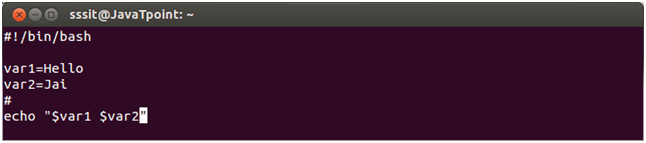 sssit@JavaTpoint: ~
#!/bin/bash
var1=Hello
var2=Jai
#
echo "$var1 $var2"